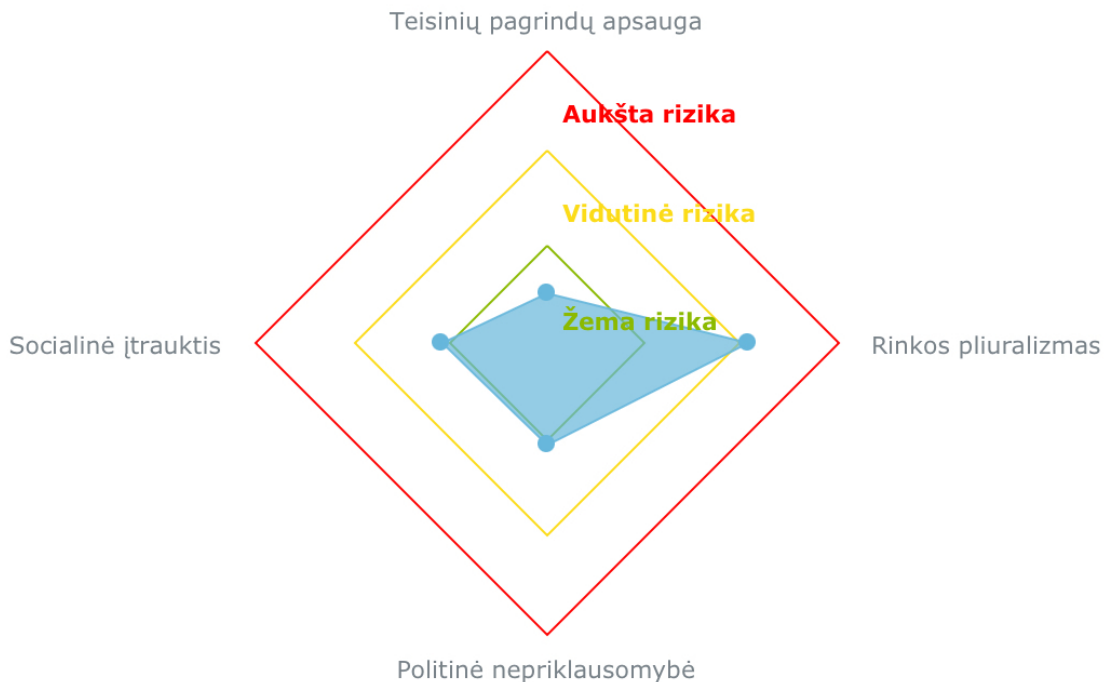 Teisinių pagrindų apsauga
Aukšta rizika
Vidutinė rizika
Žema rizika
Socialinė įtrauktis
Rinkos pliuralizmas
Politinė nepriklausomybė